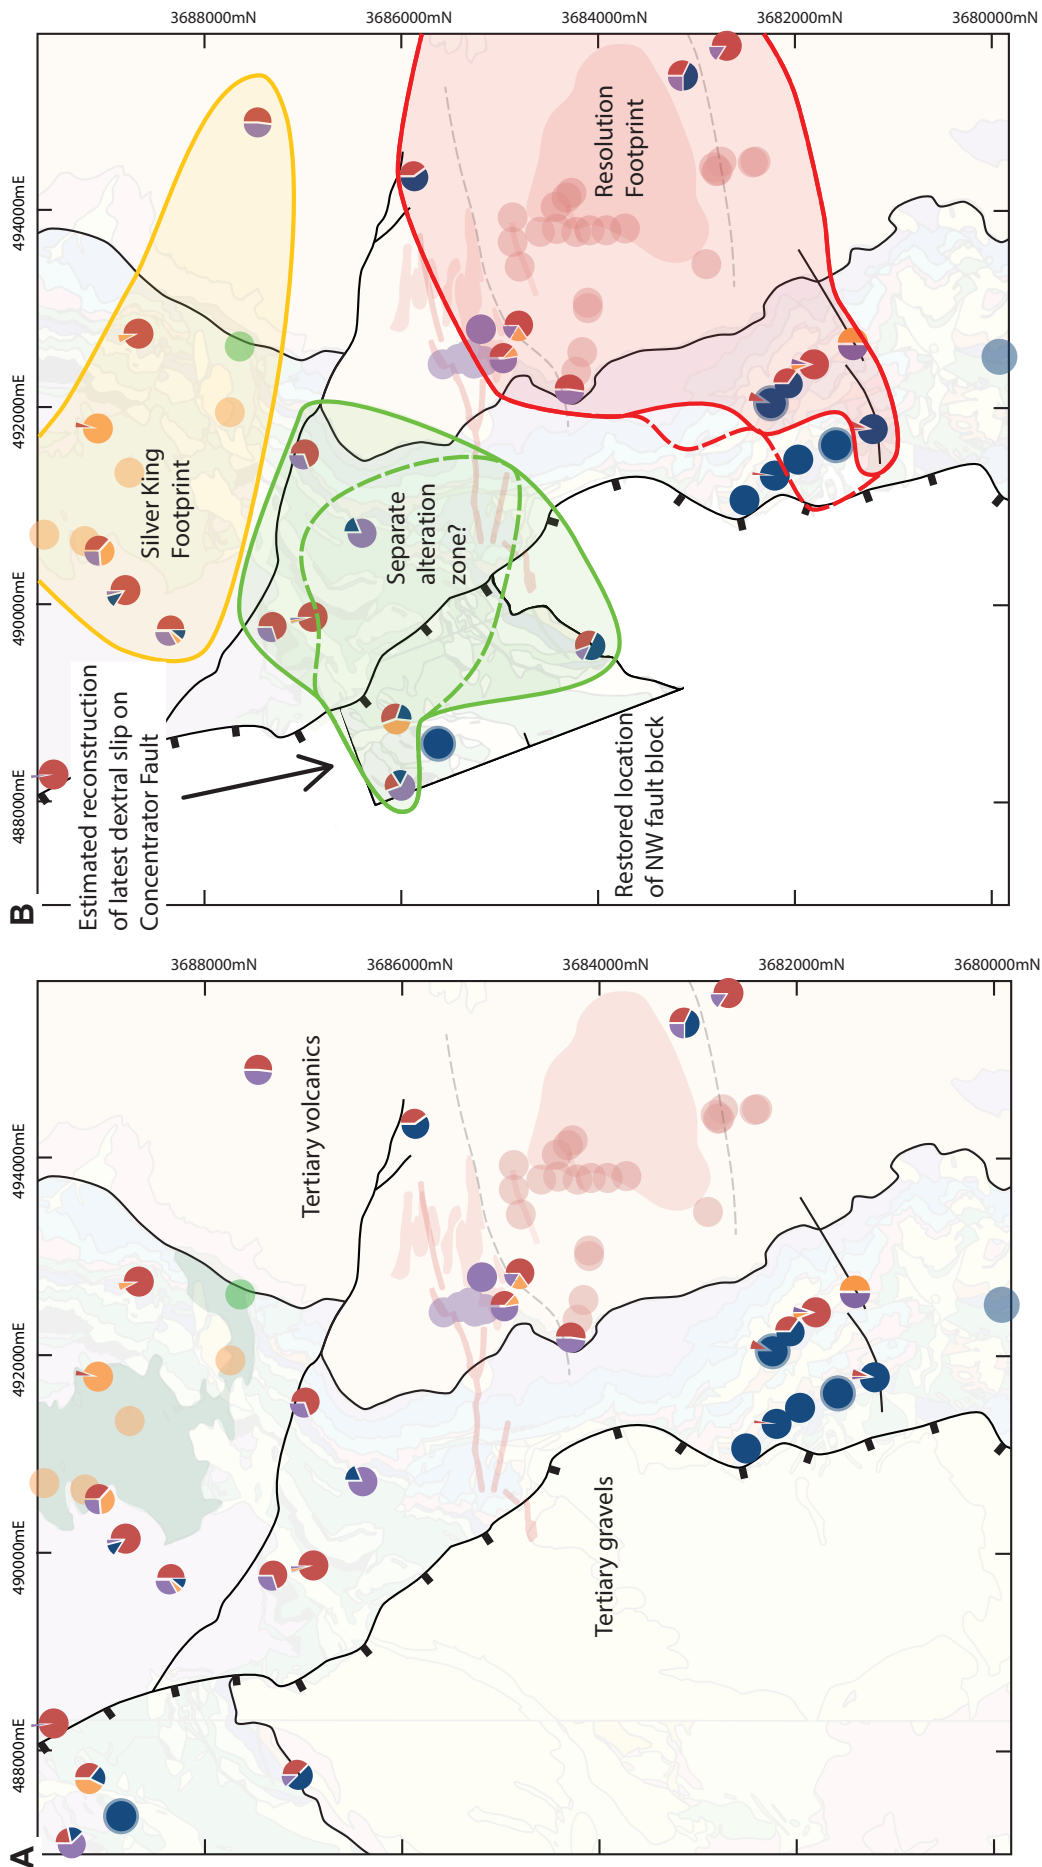 A
488000mE
490000mE
492000mE
494000mE
3688000mN
3686000mN
3684000mN
3682000mN
3680000mN
Tertiary volcanics
Tertiary gravels
B
488000mE
490000mE
492000mE
494000mE
3688000mN
3686000mN
3684000mN
3682000mN
3680000mN
Estimated reconstruction
of latest dextral slip on
Concentrator Fault
Silver King
Footprint
Separate
alteration
zone?
Resolution
Footprint
Restored location
of NW fault block